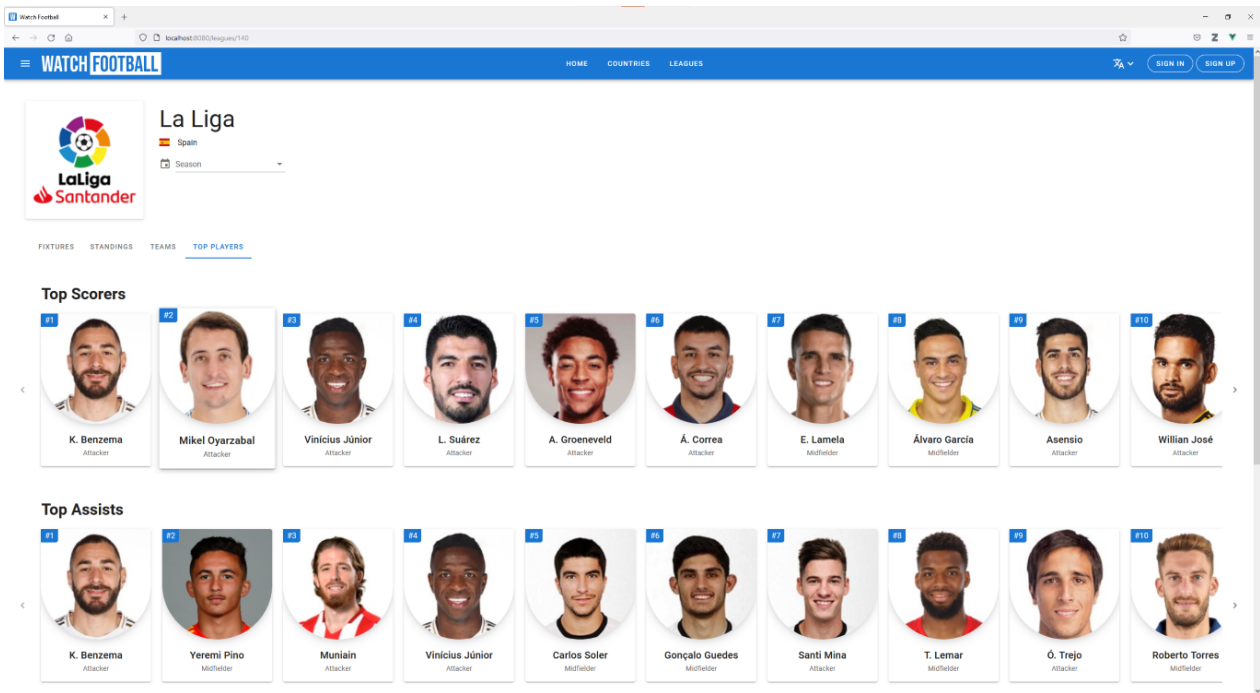 Watch Football
localhost:8080/leagues/140
WATCH FOOTBALL
HOME COUNTRIES LEAGUES
SIGN IN SIGN UP
LaLiga
Santander
La Liga
Spain
Season
FIXTURES STANDINGS TEAMS TOP PLAYERS
Top Scorers
#1 #2 #3 #4 #5 #6 #7 #8 #9 #10
K. Benzema Mikel Oyarzabal Vinícius Júnior L. Suárez A. Groeneveld Á. Correa E. Lamela Álvaro García Asensio Willian José
Attacker Attacker Attacker Attacker Attacker Attacker Midfielder Midfielder Attacker Attacker
Top Assists
#1 #2 #3 #4 #5 #6 #7 #8 #9 #10
K. Benzema Yeremi Pino Muniain Vinícius Júnior Carlos Soler Gonçalo Guedes Santi Mina T. Lemar Ó. Trejo Roberto Torres
Attacker Midfielder Attacker Attacker Midfielder Midfielder Attacker Midfielder Attacker Midfielder